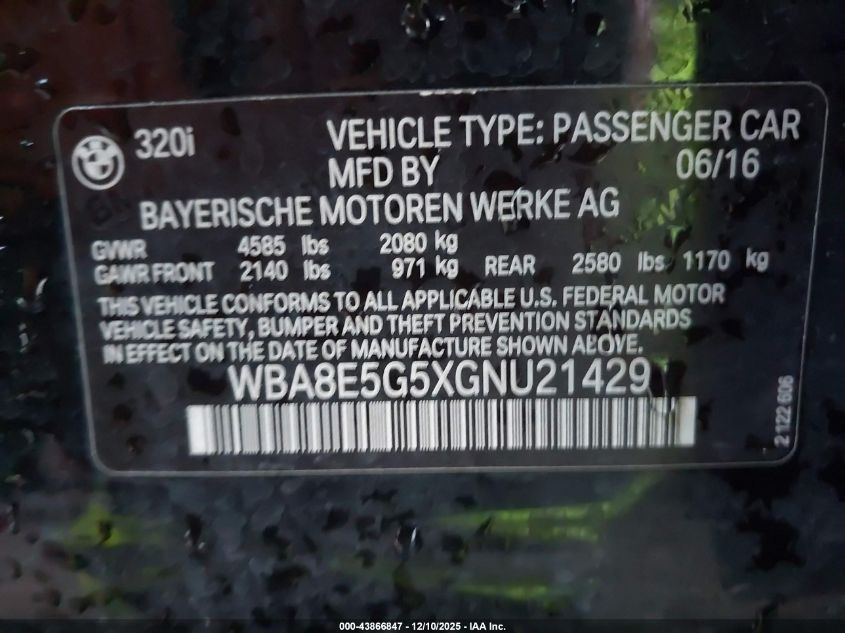 320i VEHICLE TYPE: PASSENGER CAR
MFD BY 06/16
BAYERISCHE MOTOREN WERKE AG
GVWR 4585 lbs 2080 kg
GAWR FRONT 2140 lbs 971 kg REAR 2580 lbs 1170 kg
THIS VEHICLE CONFORMS TO ALL APPLICABLE U.S. FEDERAL MOTOR
VEHICLE SAFETY, BUMPER AND THEFT PREVENTION STANDARDS
IN EFFECT ON THE DATE OF MANUFACTURE SHOWN ABOVE.
WBA8E5G5XGNU21429
2122606
000-43866847 - 12/10/2025 - IAA Inc.